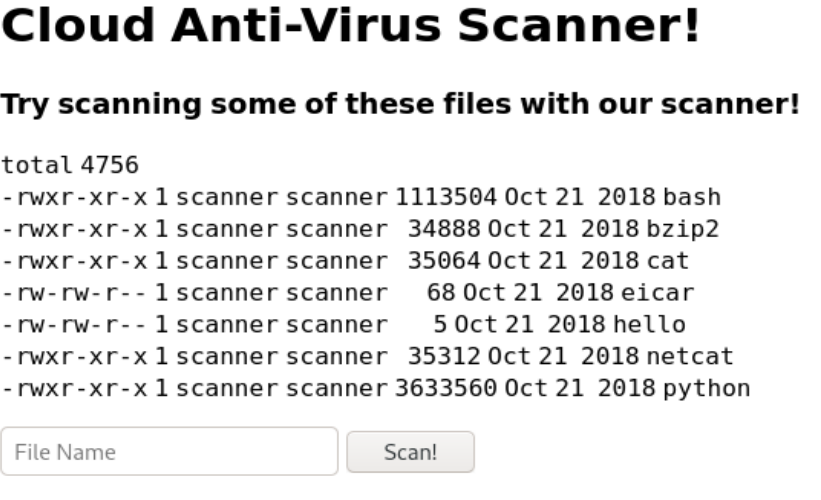 Cloud Anti-Virus Scanner!
Try scanning some of these files with our scanner!
total 4756
-rwxr-xr-x 1 scanner scanner 1113504 Oct 21 2018 bash
-rwxr-xr-x 1 scanner scanner 34888 Oct 21 2018 bzip2
-rwxr-xr-x 1 scanner scanner 35064 Oct 21 2018 cat
-rw-rw-r-- 1 scanner scanner 68 Oct 21 2018 eicar
-rw-rw-r-- 1 scanner scanner 5 Oct 21 2018 hello
-rwxr-xr-x 1 scanner scanner 35312 Oct 21 2018 netcat
-rwxr-xr-x 1 scanner scanner 3633560 Oct 21 2018 python
File Name Scan!